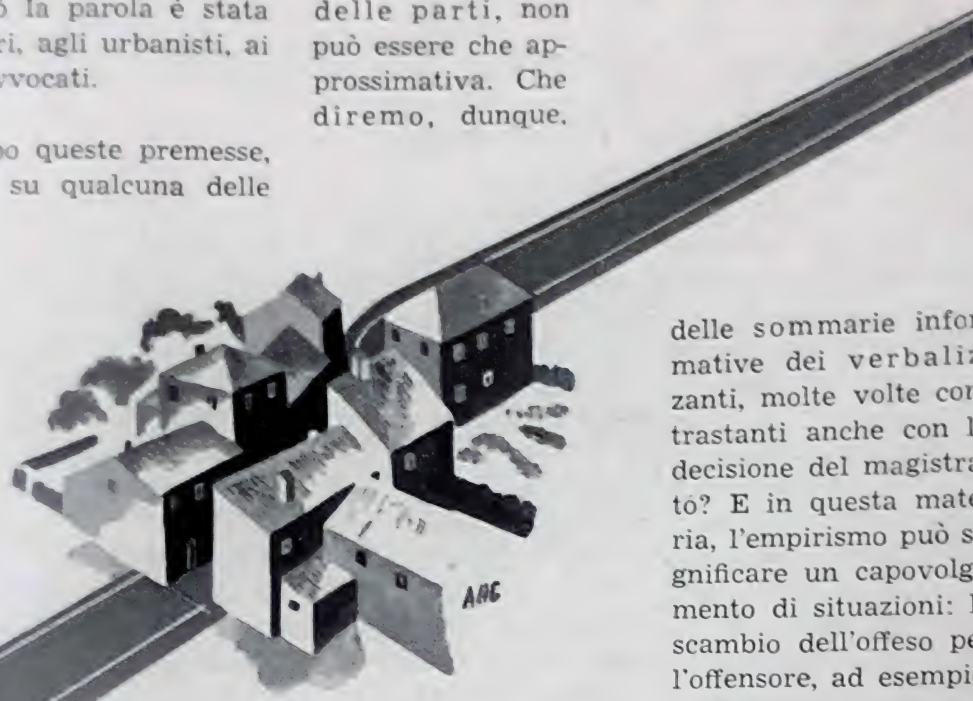 la parola è stata
ri, agli urbanisti, ai
vvocati.
po queste premesse,
su qualcuna delle
delle parti, non
può essere che ap-
prossimativa. Che
diremo, dunque,
delle sommarie infor
mative dei verbaliz
zanti, molte volte con
trastanti anche con l
decisione del magistra
to? E in questa mate
ria, l'empirismo può s
gnificare un capovolg
mento di situazioni: l
scambio dell'offeso pe
l'offensore, ad esempi
AAG